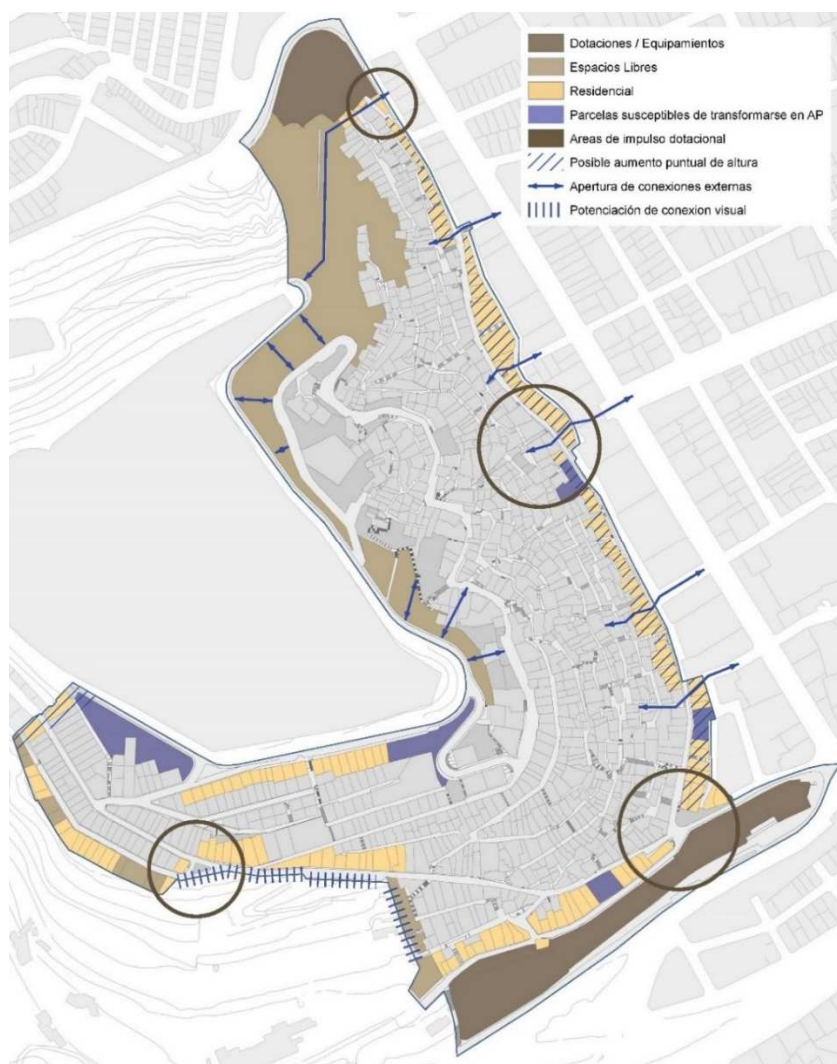 Dotaciones / Equipamientos
Espacios Libres
Residencial
Parcelas susceptibles de transformarse en AP
Areas de impulso dotacional
Posible aumento puntual de altura
Apertura de conexiones externas
Potenciación de conexion visual